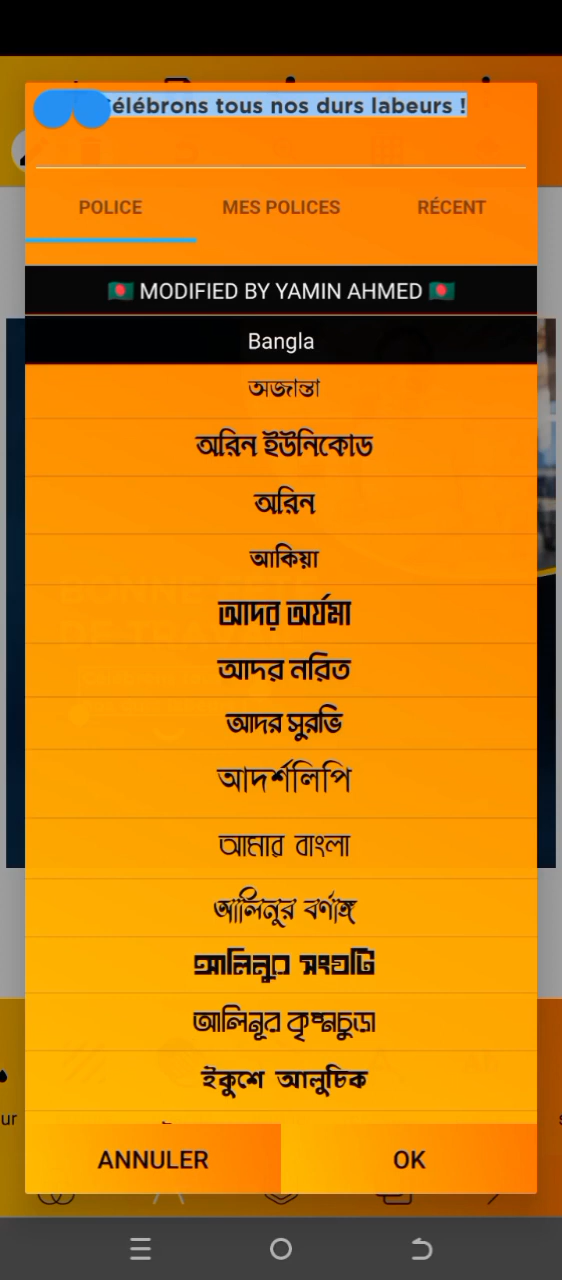 élébrons tous nos durs labeurs !
POLICE
MES POLICES
RÉCENT
🇧🇩 MODIFIED BY YAMIN AHMED 🇧🇩
Bangla
অজান্তা
অরিন ইউনিকোড
অরিন
আকিয়া
আদর অর্যমা
আদর নরিত
আদর সুরভি
আদর্শলিপি
আমার বাংলা
আলিনুর বর্ণাঙ্গ
আলিনুর সংঘটি
আলিনুর কৃষ্ণচুড়া
ইকুশে আলুচিক
ur
ANNULER
OK